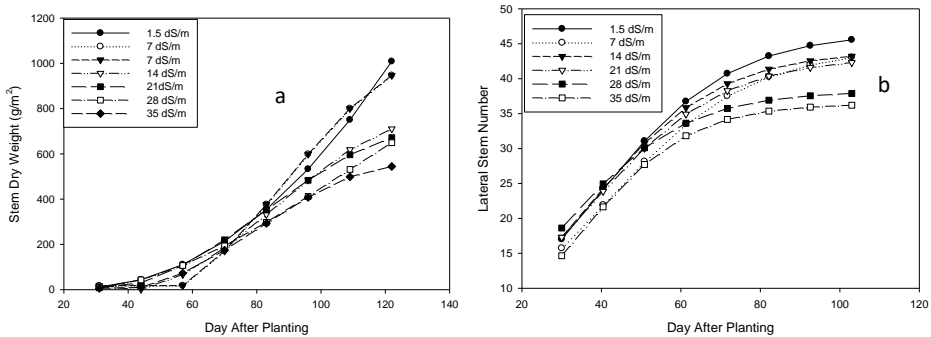 a
1.5 dS/m
7 dS/m
7 dS/m
14 dS/m
21dS/m
28 dS/m
35 dS/m
Stem Dry Weight (g/m²)
1200
1000
800
600
400
200
0
20 40 60 80 100 120 140
Day After Planting
b
1.5 dS/m
7 dS/m
14 dS/m
21 dS/m
28 dS/m
35 dS/m
Lateral Stem Number
50
45
40
35
30
25
20
15
10
20 40 60 80 100 120
Day After Planting